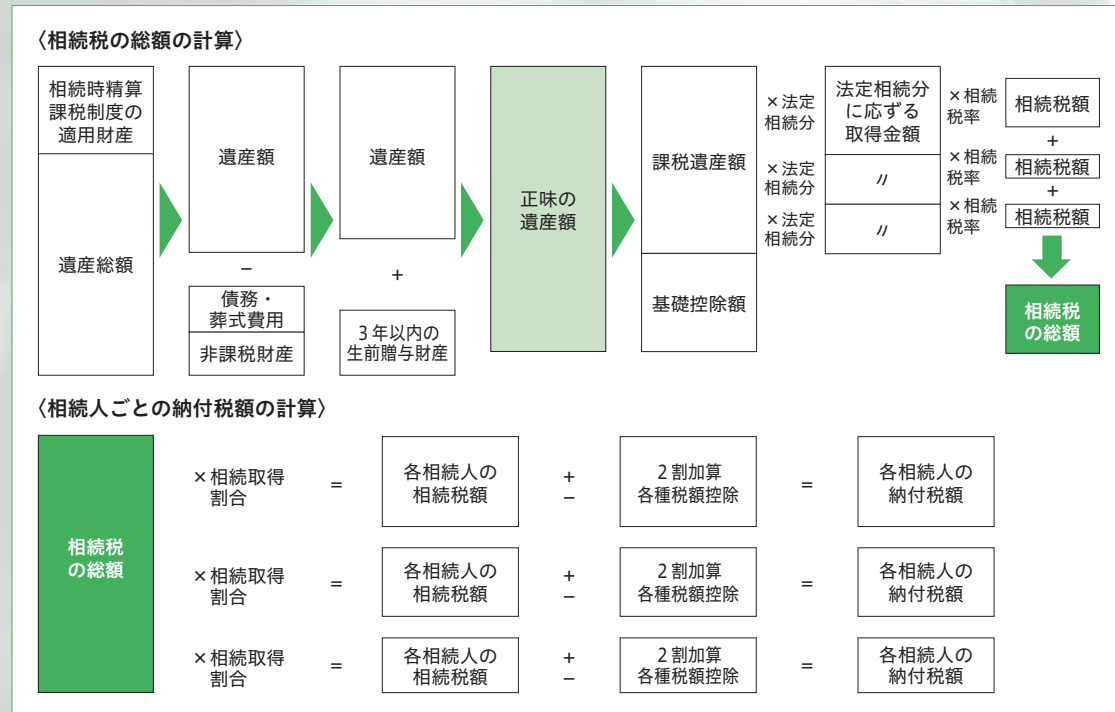 〈相続税の総額の計算〉
相続時精算
課税制度の
適用財産
遺産総額
遺産額
−
債務・
葬式費用
非課税財産
遺産額
+
3年以内の
生前贈与財産
正味の
遺産額
課税遺産額
基礎控除額
×法定
相続分
×法定
相続分
×法定
相続分
法定相続分
に応ずる
取得金額
〃
〃
×相続
税率
×相続
税率
×相続
税率
相続税額
+
相続税額
+
相続税額
相続税
の総額
〈相続人ごとの納付税額の計算〉
相続税
の総額
×相続取得
割合
=
各相続人の
相続税額
+
−
2割加算
各種税額控除
=
各相続人の
納付税額
×相続取得
割合
=
各相続人の
相続税額
+
−
2割加算
各種税額控除
=
各相続人の
納付税額
×相続取得
割合
=
各相続人の
相続税額
+
−
2割加算
各種税額控除
=
各相続人の
納付税額